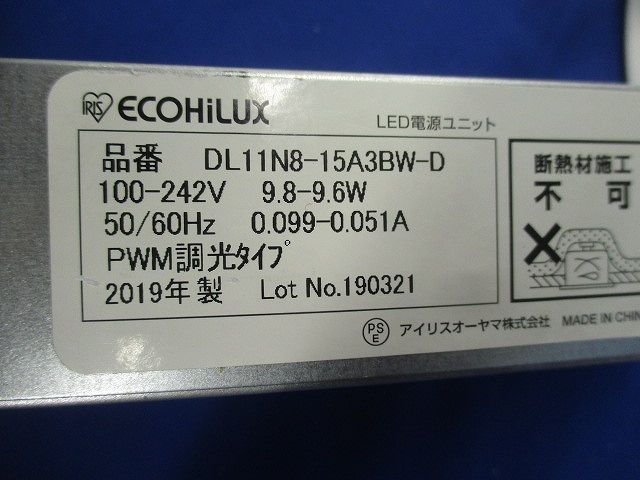 IRIS ECOHiLUX
LED電源ユニット
品番 DL11N8-15A3BW-D
100-242V 9.8-9.6W
50/60Hz 0.099-0.051A
PWM調光タイプ
2019年製 Lot No.190321
断熱材施工
不可
PSE アイリスオーヤマ株式会社 MADE IN CHIN